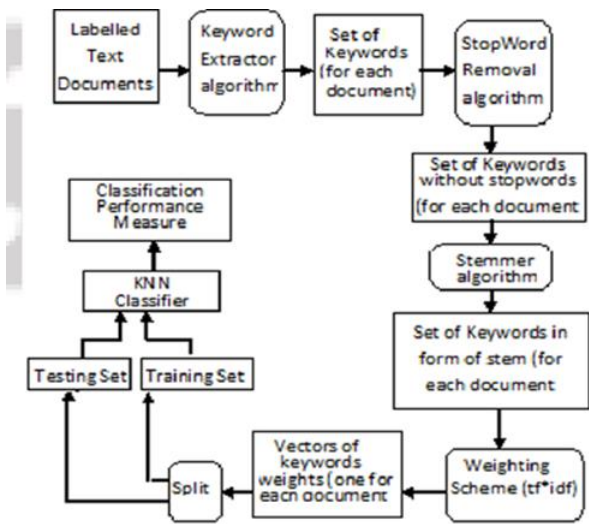 Labelled
Text
Documents
Keyword
Extractor
algorithm
Set of
Keywords
(for each
document)
StopWord
Removal
algorithm
Set of Keywords
without stopwords
(for each document
Stemmer
algorithm
Set of Keywords in
form of stem (for
each document
Weighting
Scheme (tf*idf)
Vectors of
keywords
weights (one for
each document
Split
Testing Set
Training Set
KNN
Classifier
Classification
Performance
Measure